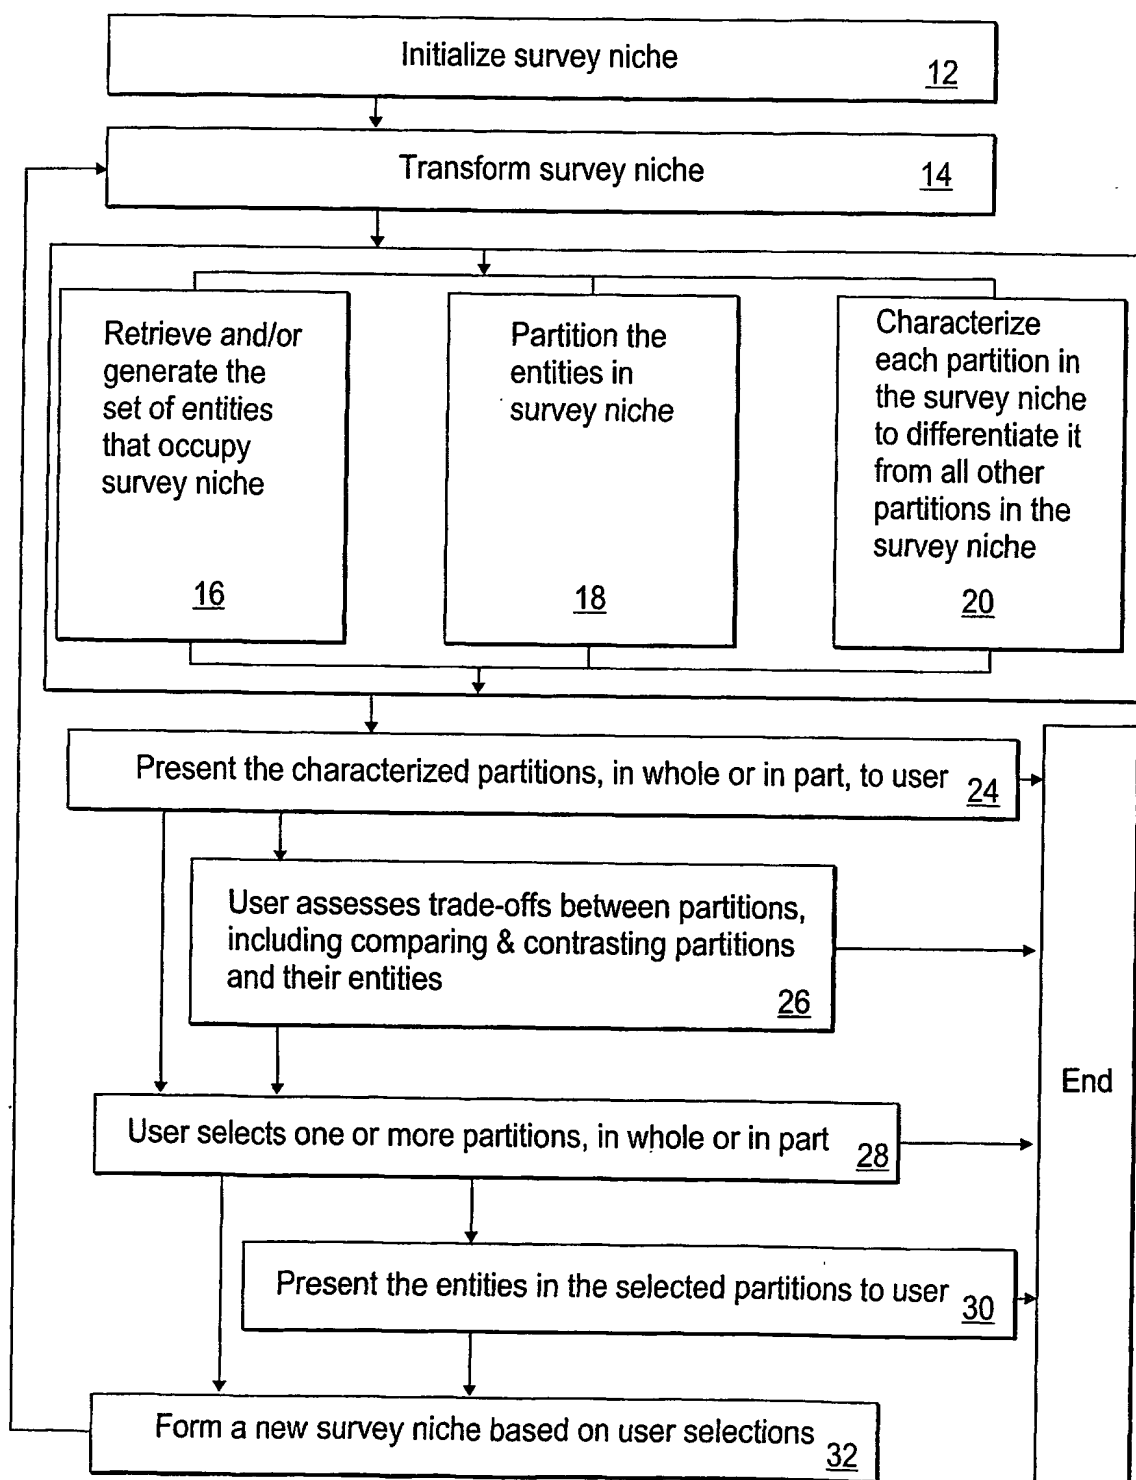 Initialize survey niche
12
Transform survey niche
14
Retrieve and/or
generate the
set of entities
that occupy
survey niche
16
Partition the
entities in
survey niche
18
Characterize
each partition in
the survey niche
to differentiate it
from all other
partitions in the
survey niche
20
Present the characterized partitions, in whole or in part, to user
24
User assesses trade-offs between partitions,
including comparing & contrasting partitions
and their entities
26
End
User selects one or more partitions, in whole or in part
28
Present the entities in the selected partitions to user
30
Form a new survey niche based on user selections
32